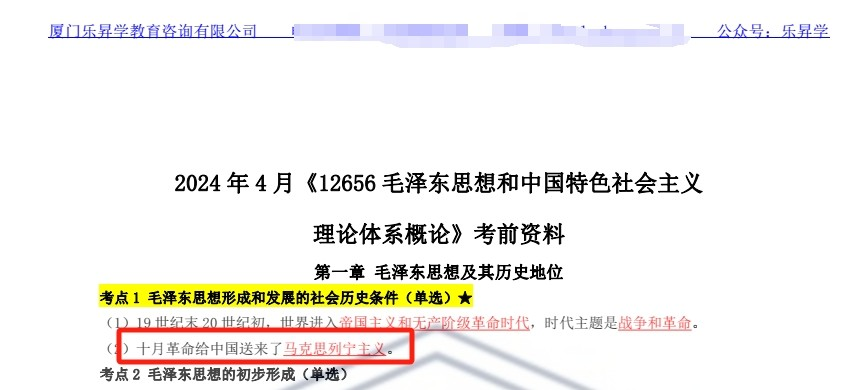 厦门乐昇学教育咨询有限公司 公众号：乐昇学
2024 年 4 月《12656 毛泽东思想和中国特色社会主义
理论体系概论》考前资料
第一章 毛泽东思想及其历史地位
考点 1 毛泽东思想形成和发展的社会历史条件（单选）★
（1）19 世纪末 20 世纪初，世界进入帝国主义和无产阶级革命时代，时代主题是战争和革命。
（2）十月革命给中国送来了马克思列宁主义。
考点 2 毛泽东思想的初步形成（单选）